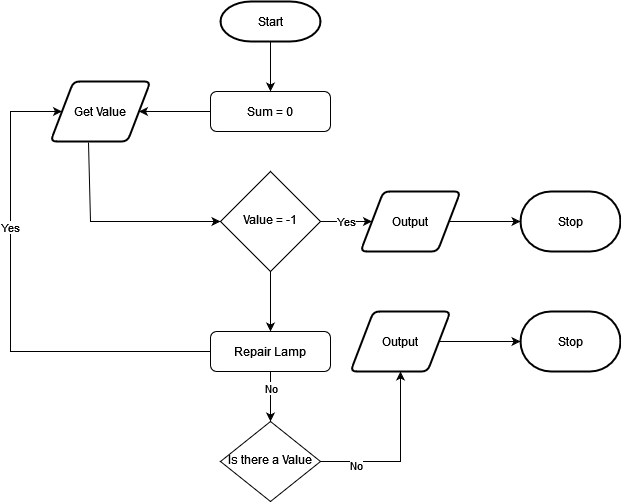 Start
Get Value
Sum = 0
Value = -1
Yes
Output
Stop
Yes
Repair Lamp
Output
Stop
No
Is there a Value
No